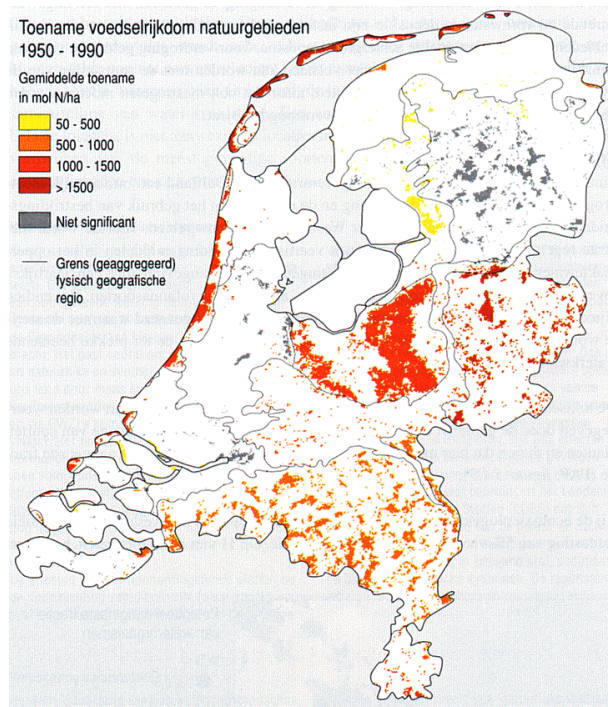 Toename voedselrijkdom natuurgebieden
1950 - 1990
Gemiddelde toename
in mol N/ha
50 - 500
500 - 1000
1000 - 1500
> 1500
Niet significant
Grens (geaggregeerd)
fysisch geografische
regio